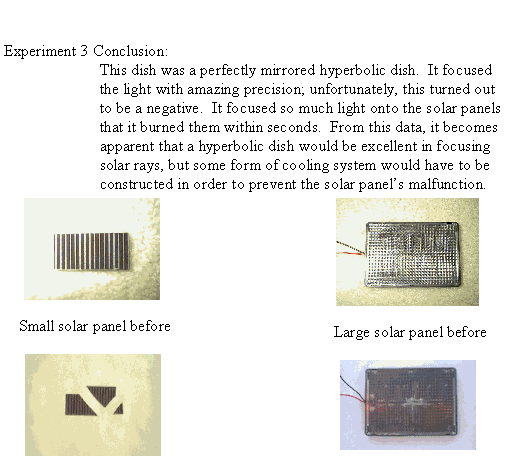 Experiment 3 Conclusion:
This dish was a perfectly mirrored hyperbolic dish.  It focused
the light with amazing precision; unfortunately, this turned out
to be a negative.  It focused so much light onto the solar panels
that it burned them within seconds.  From this data, it becomes
apparent that a hyperbolic dish would be excellent in focusing
solar rays, but some form of cooling system would have to be
constructed in order to prevent the solar panel's malfunction.
Small solar panel before
Large solar panel before